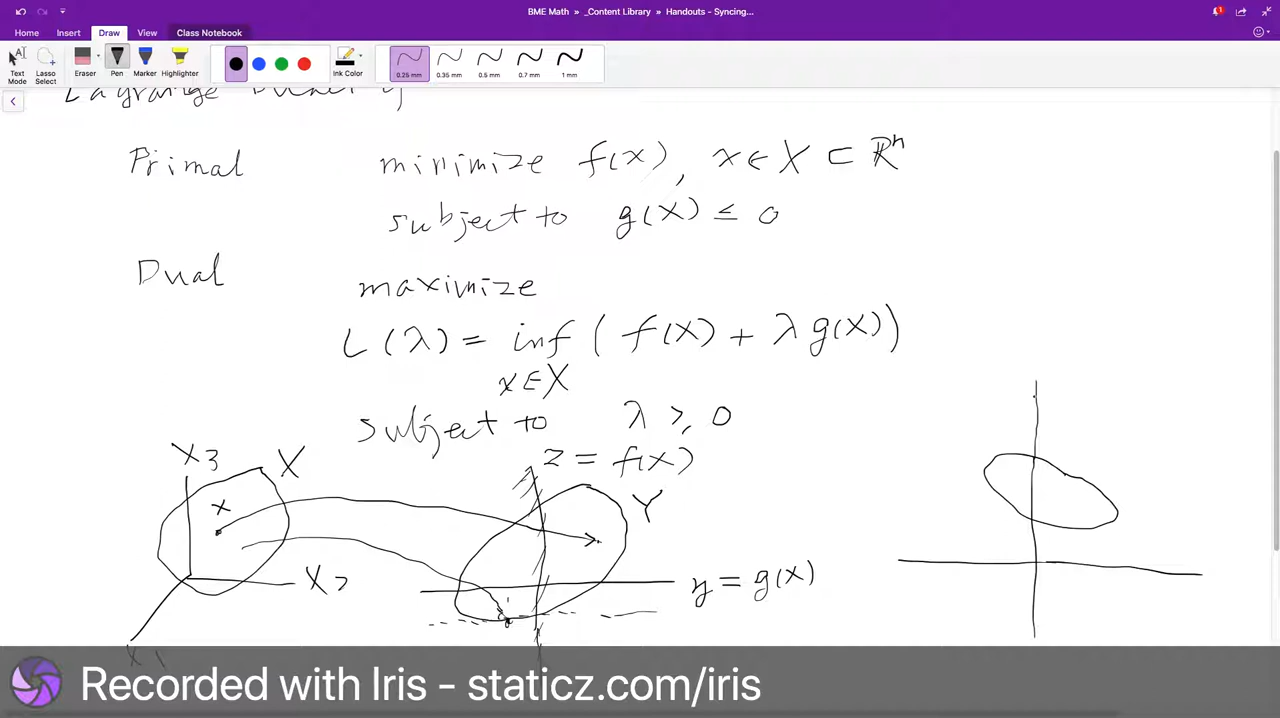 BME Math » _Content Library » Handouts - Syncing...
1
Home Insert Draw View Class Notebook
Text Mode
Lasso Select
Eraser
Pen
Marker
Highlighter
Ink Color
0.25 mm
0.35 mm
0.5 mm
0.7 mm
1 mm
Lagrange
Primal minimize f(x), x ∈ X ⊂ ℝⁿ
subject to g(x) ≤ 0
Dual maximize
L(λ) = inf ( f(x) + λ g(x))
x ∈ X
subject to λ ≥ 0
X3 X
z = f(x)
x
Y
X2
y = g(x)
Recorded with Iris - staticz.com/iris